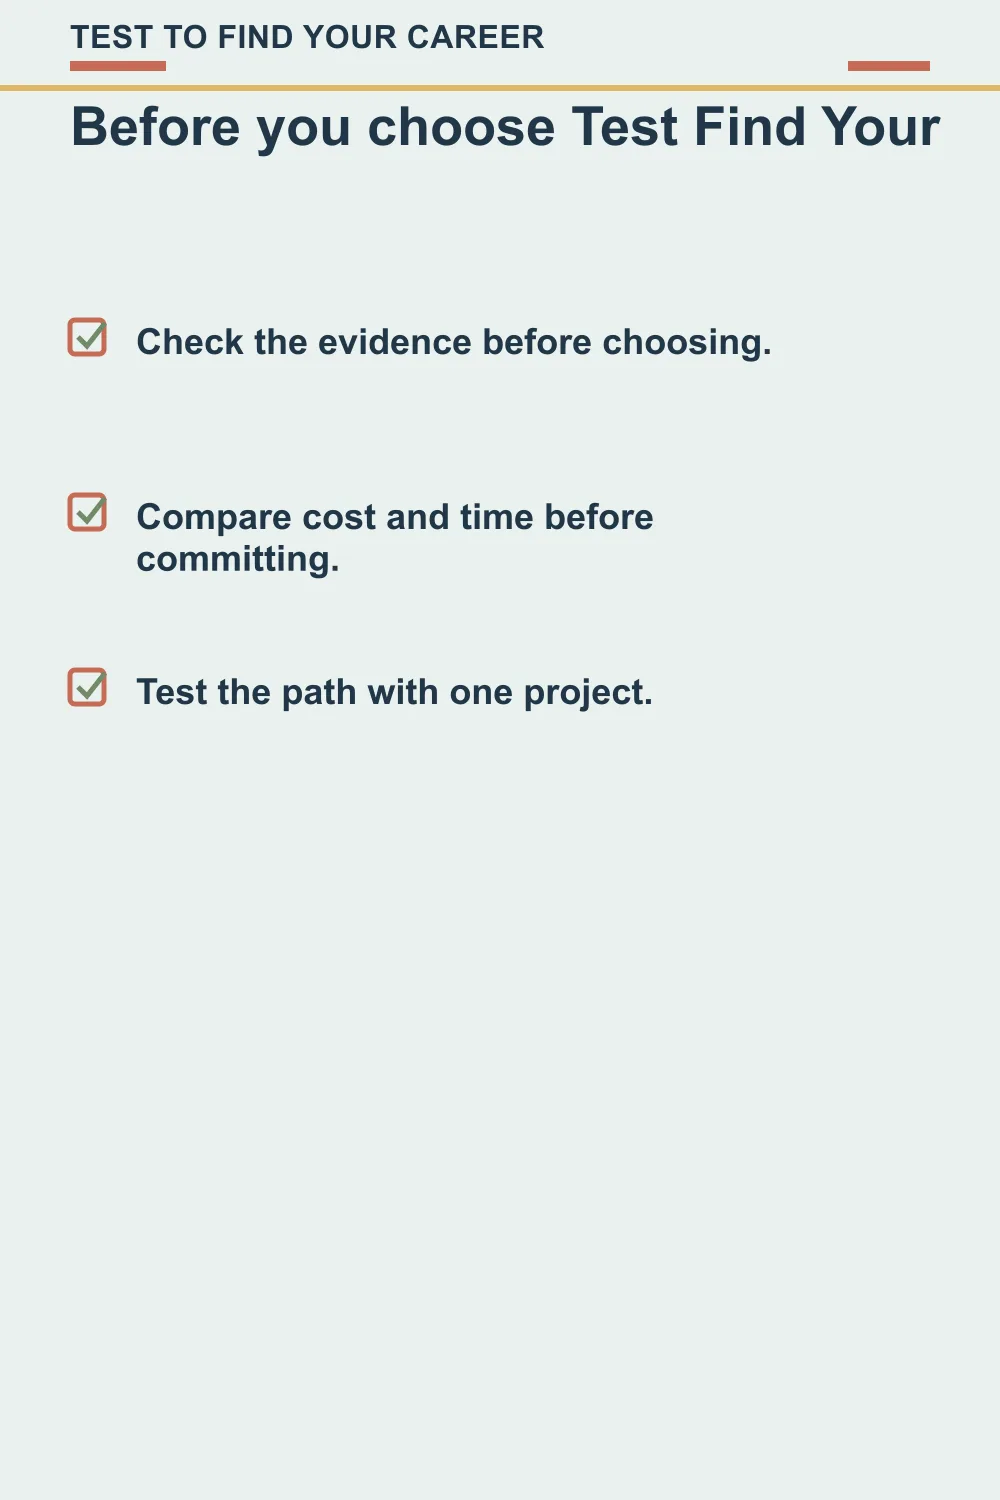 TEST TO FIND YOUR CAREER
Before you choose Test Find Your
Check the evidence before choosing.
Compare cost and time before
committing.
Test the path with one project.